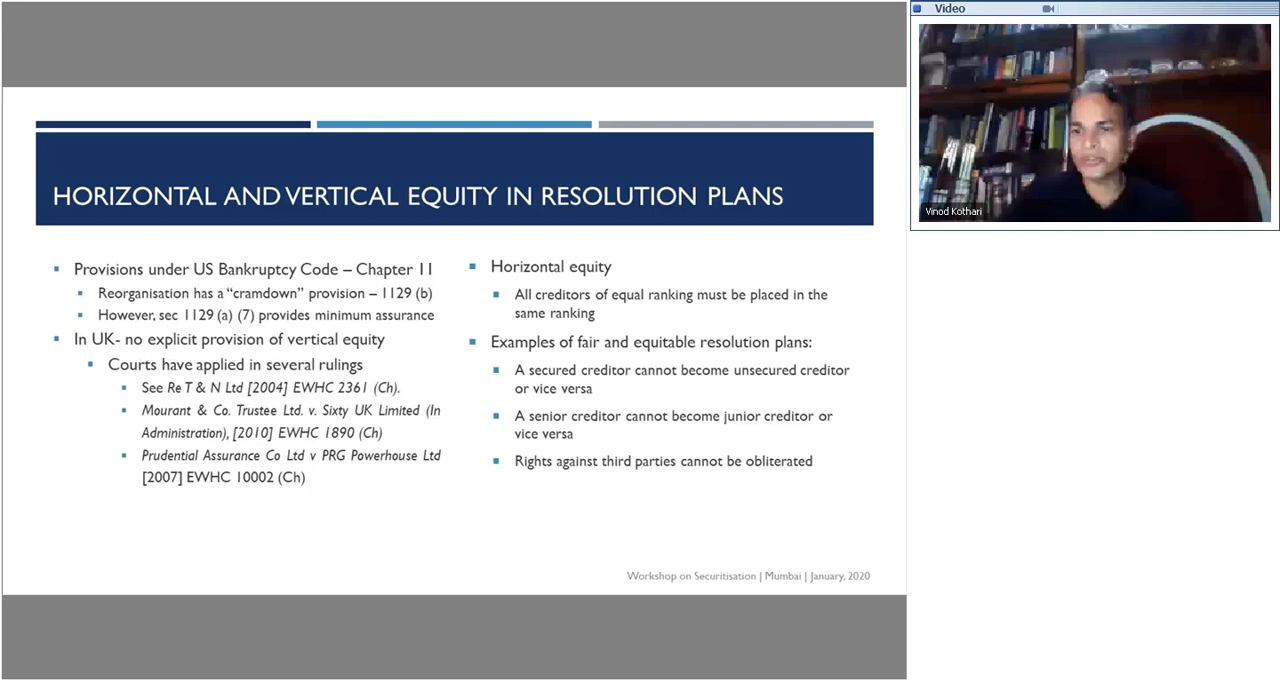 Video
Vinod Kothari
HORIZONTAL AND VERTICAL EQUITY IN RESOLUTION PLANS
Provisions under US Bankruptcy Code – Chapter 11
Reorganisation has a “cramdown” provision – 1129 (b)
However, sec 1129 (a) (7) provides minimum assurance
In UK- no explicit provision of vertical equity
Courts have applied in several rulings
See Re T & N Ltd [2004] EWHC 2361 (Ch).
Mourant & Co. Trustee Ltd. v. Sixty UK Limited (In
Administration), [2010] EWHC 1890 (Ch)
Prudential Assurance Co Ltd v PRG Powerhouse Ltd
[2007] EWHC 10002 (Ch)
Horizontal equity
All creditors of equal ranking must be placed in the
same ranking
Examples of fair and equitable resolution plans:
A secured creditor cannot become unsecured creditor
or vice versa
A senior creditor cannot become junior creditor or
vice versa
Rights against third parties cannot be obliterated
Workshop on Securitisation | Mumbai | January, 2020